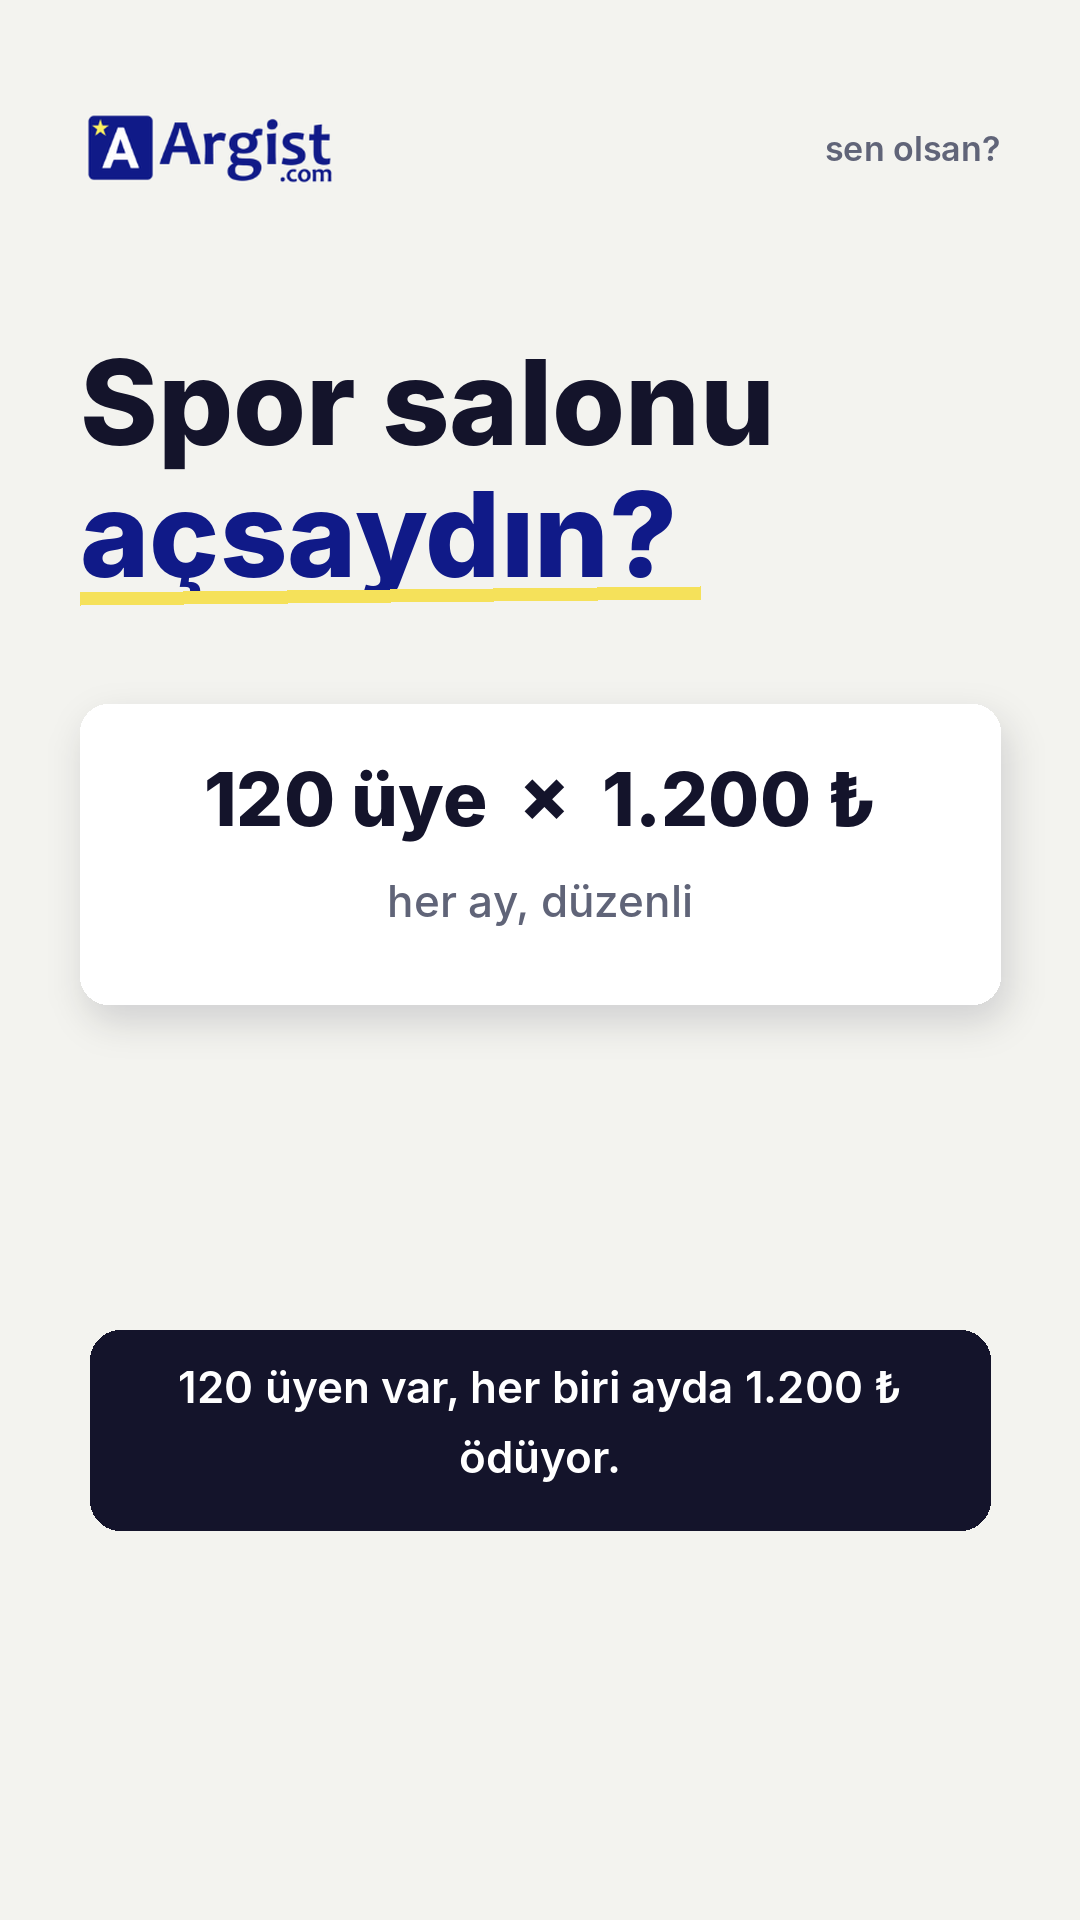 A Argist
.com
sen olsan?
Spor salonu
açsaydın?
120 üye × 1.200 ₺
her ay, düzenli
120 üyen var, her biri ayda 1.200 ₺
ödüyor.